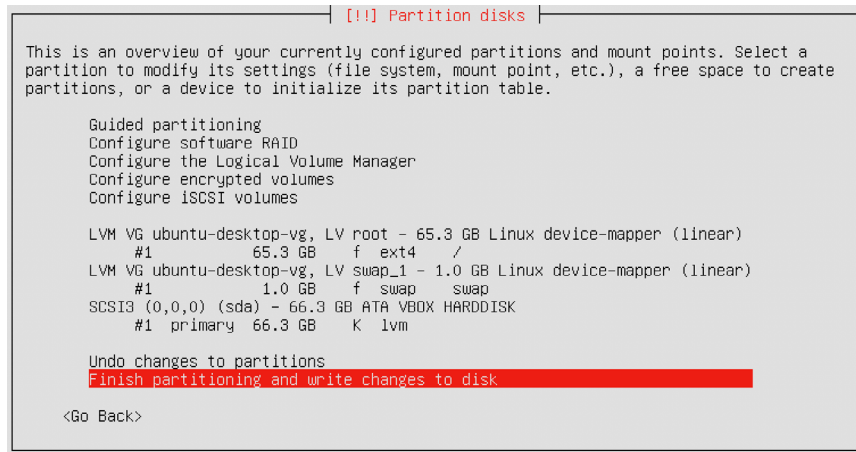 [!!] Partition disks
This is an overview of your currently configured partitions and mount points. Select a
partition to modify its settings (file system, mount point, etc.), a free space to create
partitions, or a device to initialize its partition table.
Guided partitioning
Configure software RAID
Configure the Logical Volume Manager
Configure encrypted volumes
Configure iSCSI volumes
LVM VG ubuntu-desktop-vg, LV root - 65.3 GB Linux device-mapper (linear)
#1 65.3 GB f ext4 /
LVM VG ubuntu-desktop-vg, LV swap_1 - 1.0 GB Linux device-mapper (linear)
#1 1.0 GB f swap swap
SCSI3 (0,0,0) (sda) - 66.3 GB ATA VBOX HARDDISK
#1 primary 66.3 GB K lvm
Undo changes to partitions
Finish partitioning and write changes to disk
<Go Back>